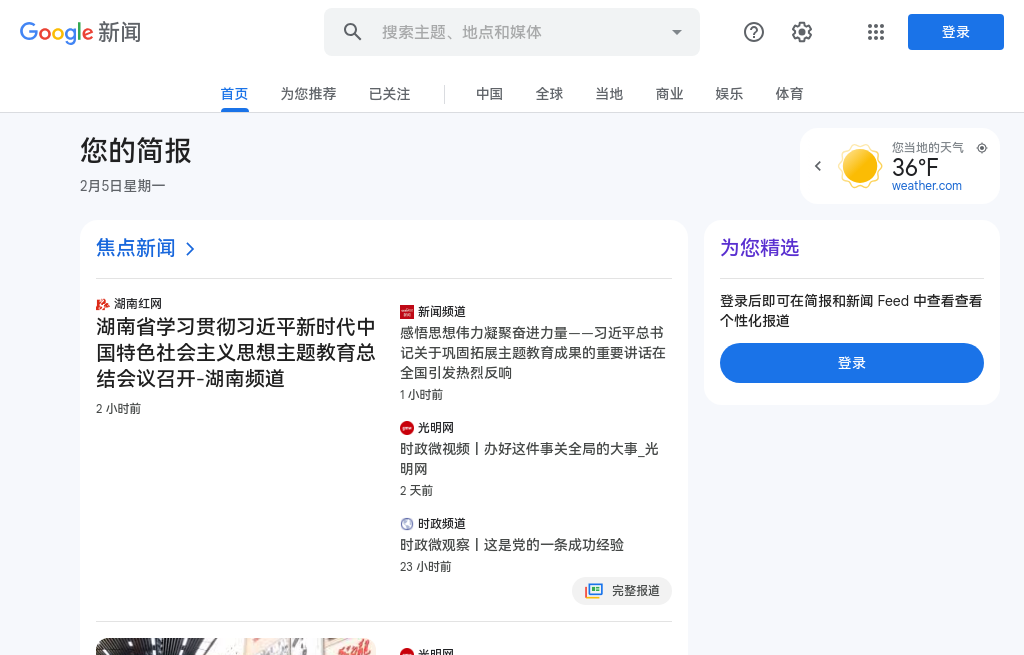 Google 新闻
搜索主题、地点和媒体
登录
首页
为您推荐
已关注
中国
全球
当地
商业
娱乐
体育
您的简报
2月5日星期一
您当地的天气
36°F
weather.com
焦点新闻
湖南红网
湖南省学习贯彻习近平新时代中
国特色社会主义思想主题教育总
结会议召开-湖南频道
2 小时前
新闻频道
感悟思想伟力凝聚奋进力量——习近平总书
记关于巩固拓展主题教育成果的重要讲话在
全国引发热烈反响
1 小时前
光明网
时政微视频丨办好这件事关全局的大事_光
明网
2 天前
时政频道
时政微观察丨这是党的一条成功经验
23 小时前
完整报道
光明网
为您精选
登录后即可在简报和新闻 Feed 中查看查看
个性化报道
登录